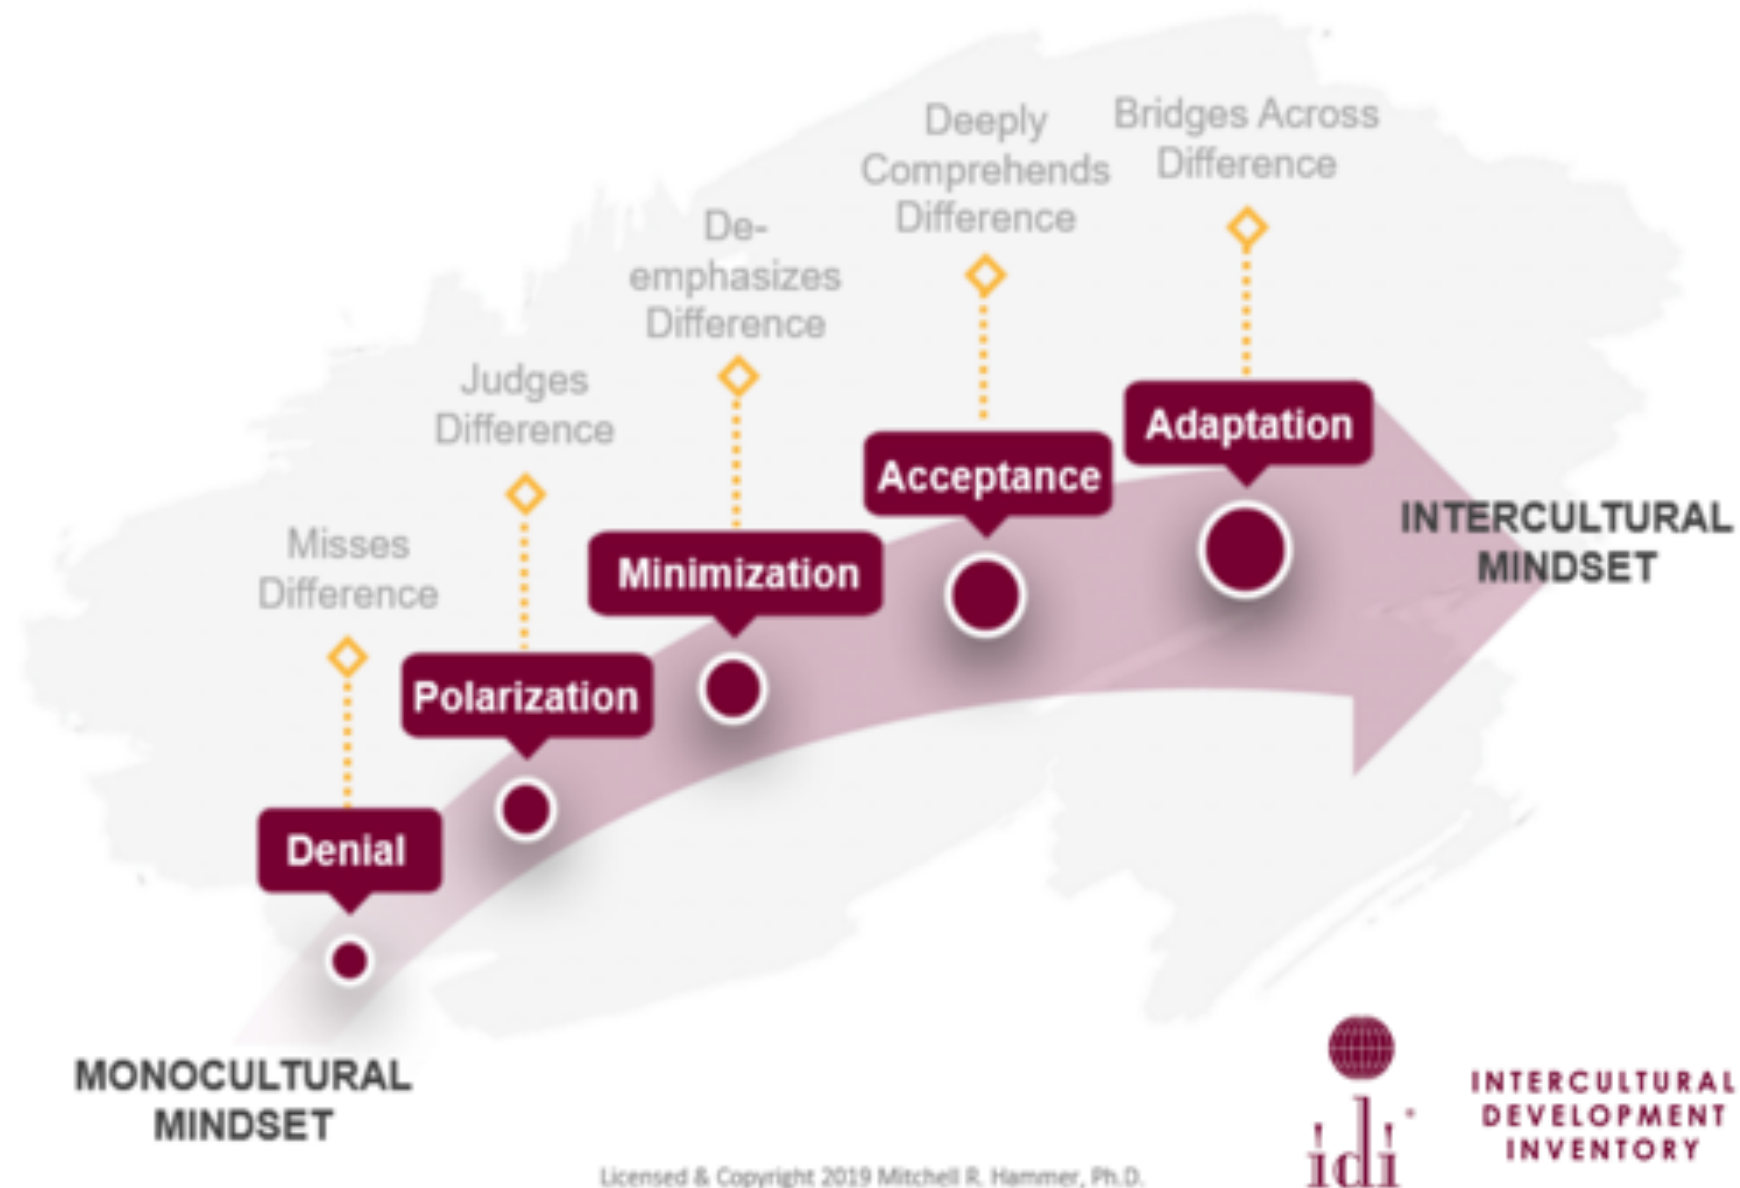 Bridges Across
Difference
Deeply
Comprehends
Difference
De-
emphasizes
Difference
Judges
Difference
Misses
Difference
Adaptation
Acceptance
Minimization
Polarization
Denial
INTERCULTURAL
MINDSET
MONOCULTURAL
MINDSET
idi
INTERCULTURAL
DEVELOPMENT
INVENTORY
Licensed & Copyright 2019 Mitchell R. Hammer, Ph.D.